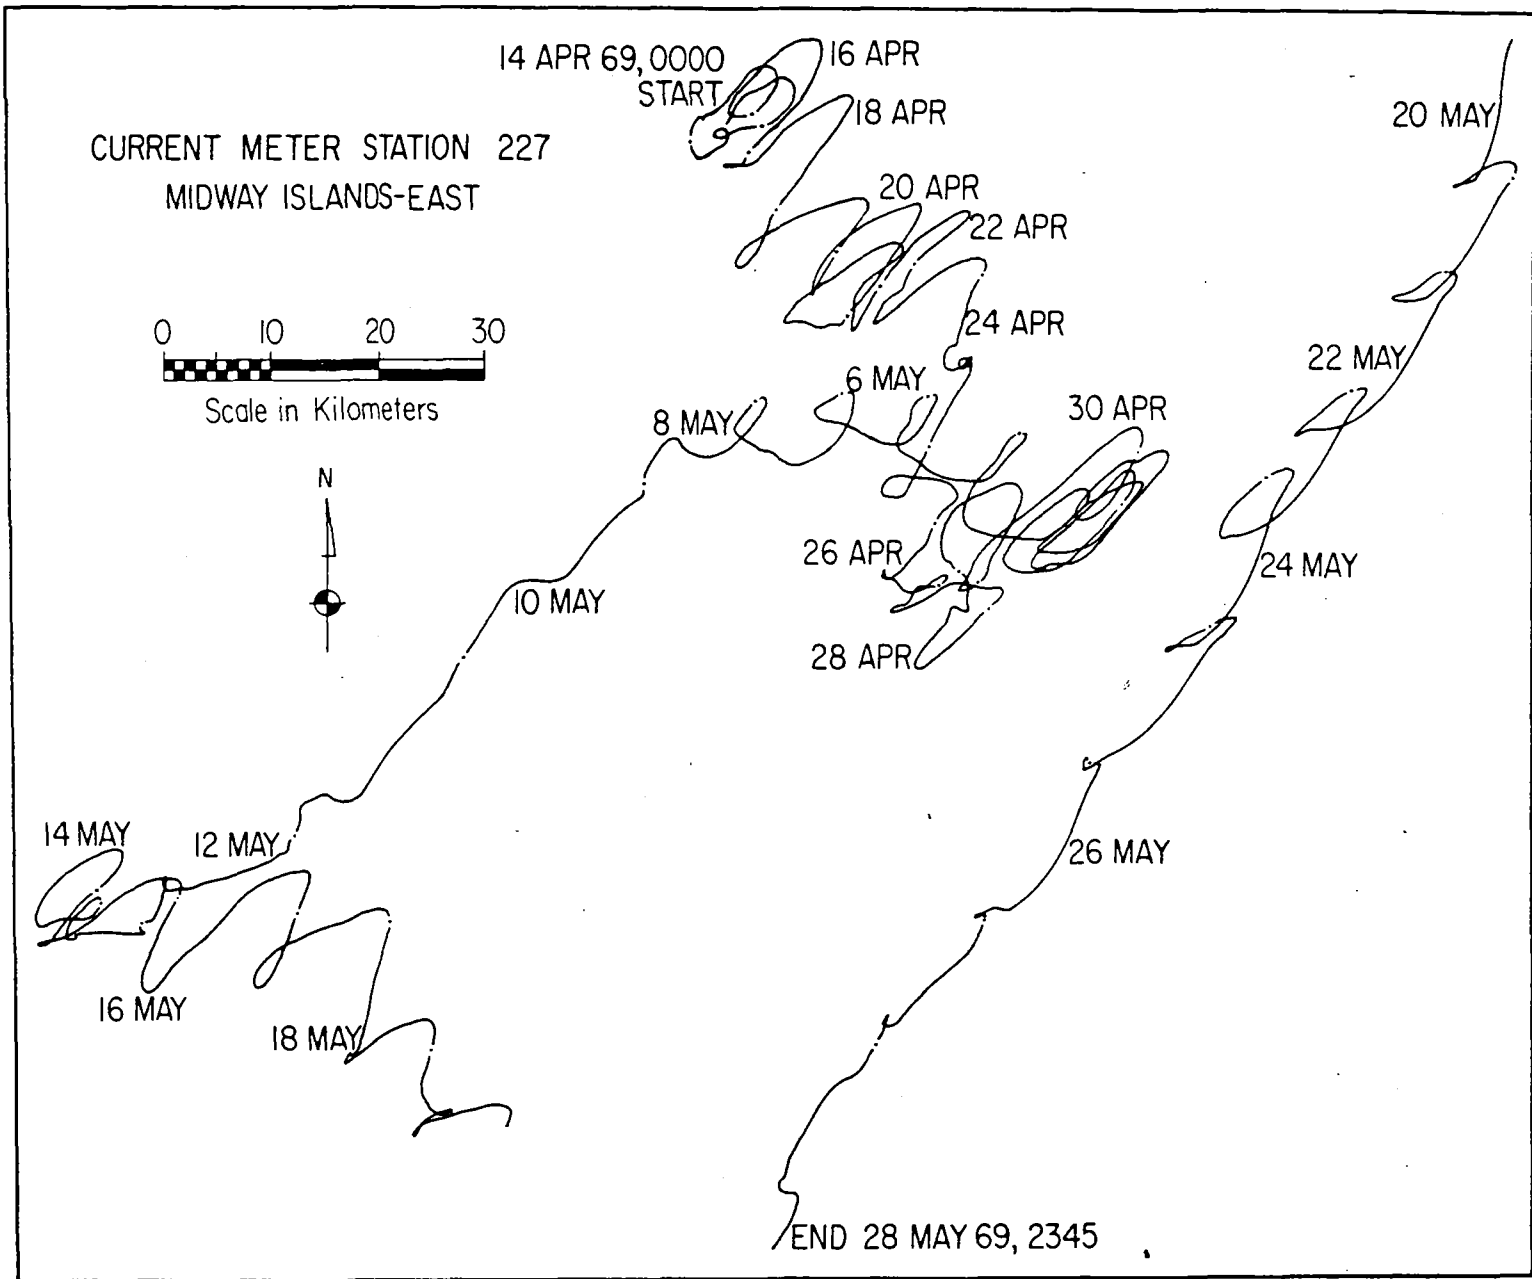 14 APR 69, 0000
START
16 APR
18 APR
20 MAY
CURRENT METER STATION 227
MIDWAY ISLANDS-EAST
20 APR
22 APR
0 10 20 30
Scale in Kilometers
24 APR
22 MAY
6 MAY
8 MAY
30 APR
N
26 APR
24 MAY
10 MAY
28 APR
14 MAY
12 MAY
26 MAY
16 MAY
18 MAY
END 28 MAY 69, 2345